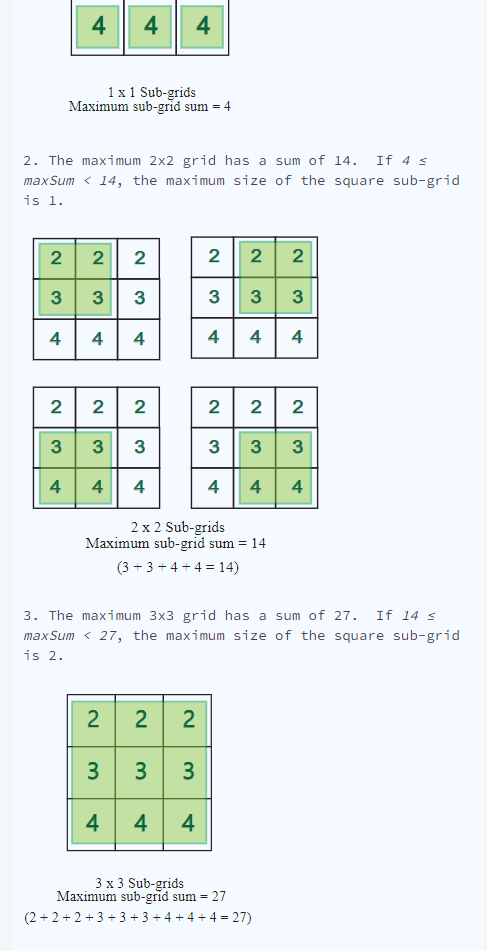 4 4 4
1 x 1 Sub-grids
Maximum sub-grid sum = 4
2. The maximum 2x2 grid has a sum of 14.  If 4 ≤
maxSum < 14, the maximum size of the square sub-grid
is 1.
2 2 2
3 3 3
4 4 4
2 2 2
3 3 3
4 4 4
2 2 2
3 3 3
4 4 4
2 2 2
3 3 3
4 4 4
2 x 2 Sub-grids
Maximum sub-grid sum = 14
(3 + 3 + 4 + 4 = 14)
3. The maximum 3x3 grid has a sum of 27.  If 14 ≤
maxSum < 27, the maximum size of the square sub-grid
is 2.
2 2 2
3 3 3
4 4 4
3 x 3 Sub-grids
Maximum sub-grid sum = 27
(2 + 2 + 2 + 3 + 3 + 3 + 4 + 4 + 4 = 27)